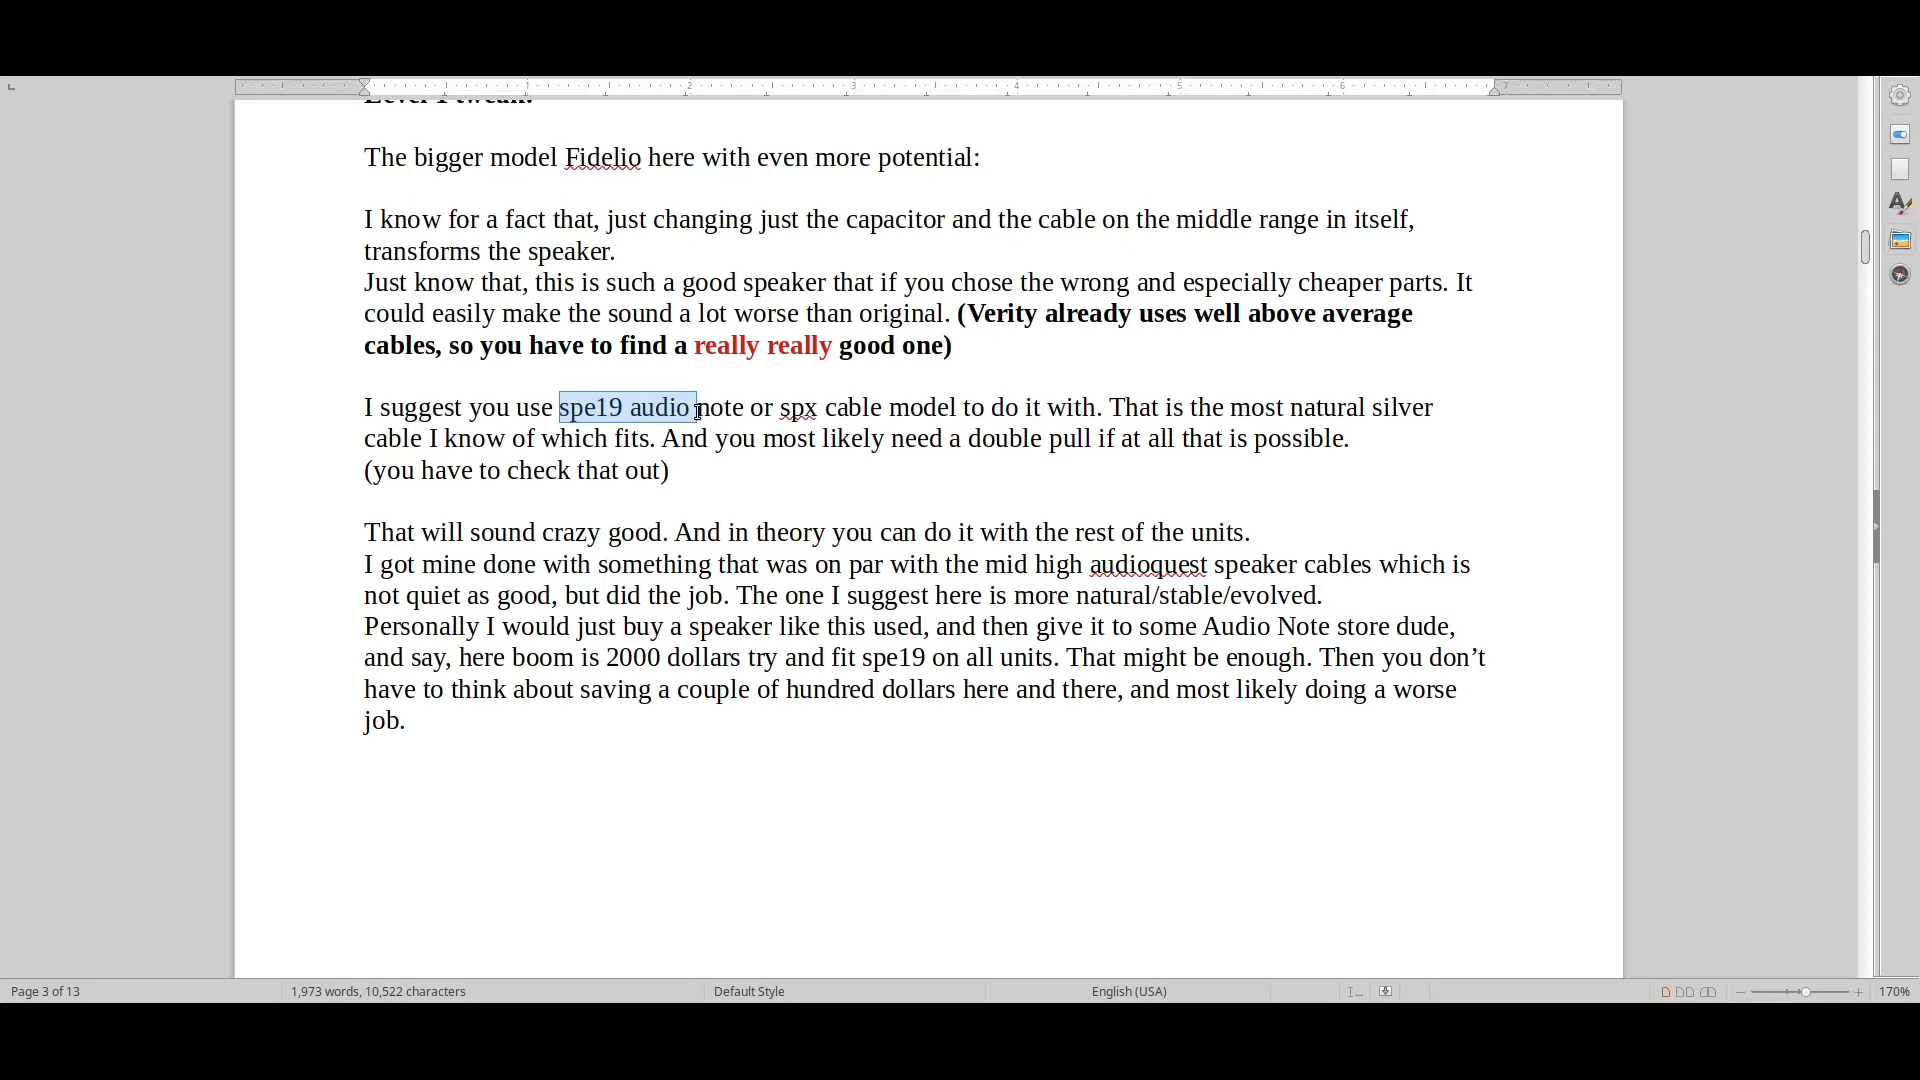 1 2 3 4 5 6 7
Level 1 tweak:
The bigger model Fidelio here with even more potential:
I know for a fact that, just changing just the capacitor and the cable on the middle range in itself,
transforms the speaker.
Just know that, this is such a good speaker that if you chose the wrong and especially cheaper parts. It
could easily make the sound a lot worse than original. (Verity already uses well above average
cables, so you have to find a really really good one)
I suggest you use spe19 audio note or spx cable model to do it with. That is the most natural silver
cable I know of which fits. And you most likely need a double pull if at all that is possible.
(you have to check that out)
That will sound crazy good. And in theory you can do it with the rest of the units.
I got mine done with something that was on par with the mid high audioquest speaker cables which is
not quiet as good, but did the job. The one I suggest here is more natural/stable/evolved.
Personally I would just buy a speaker like this used, and then give it to some Audio Note store dude,
and say, here boom is 2000 dollars try and fit spe19 on all units. That might be enough. Then you don’t
have to think about saving a couple of hundred dollars here and there, and most likely doing a worse
job.
Page 3 of 13 1,973 words, 10,522 characters Default Style English (USA) 170%